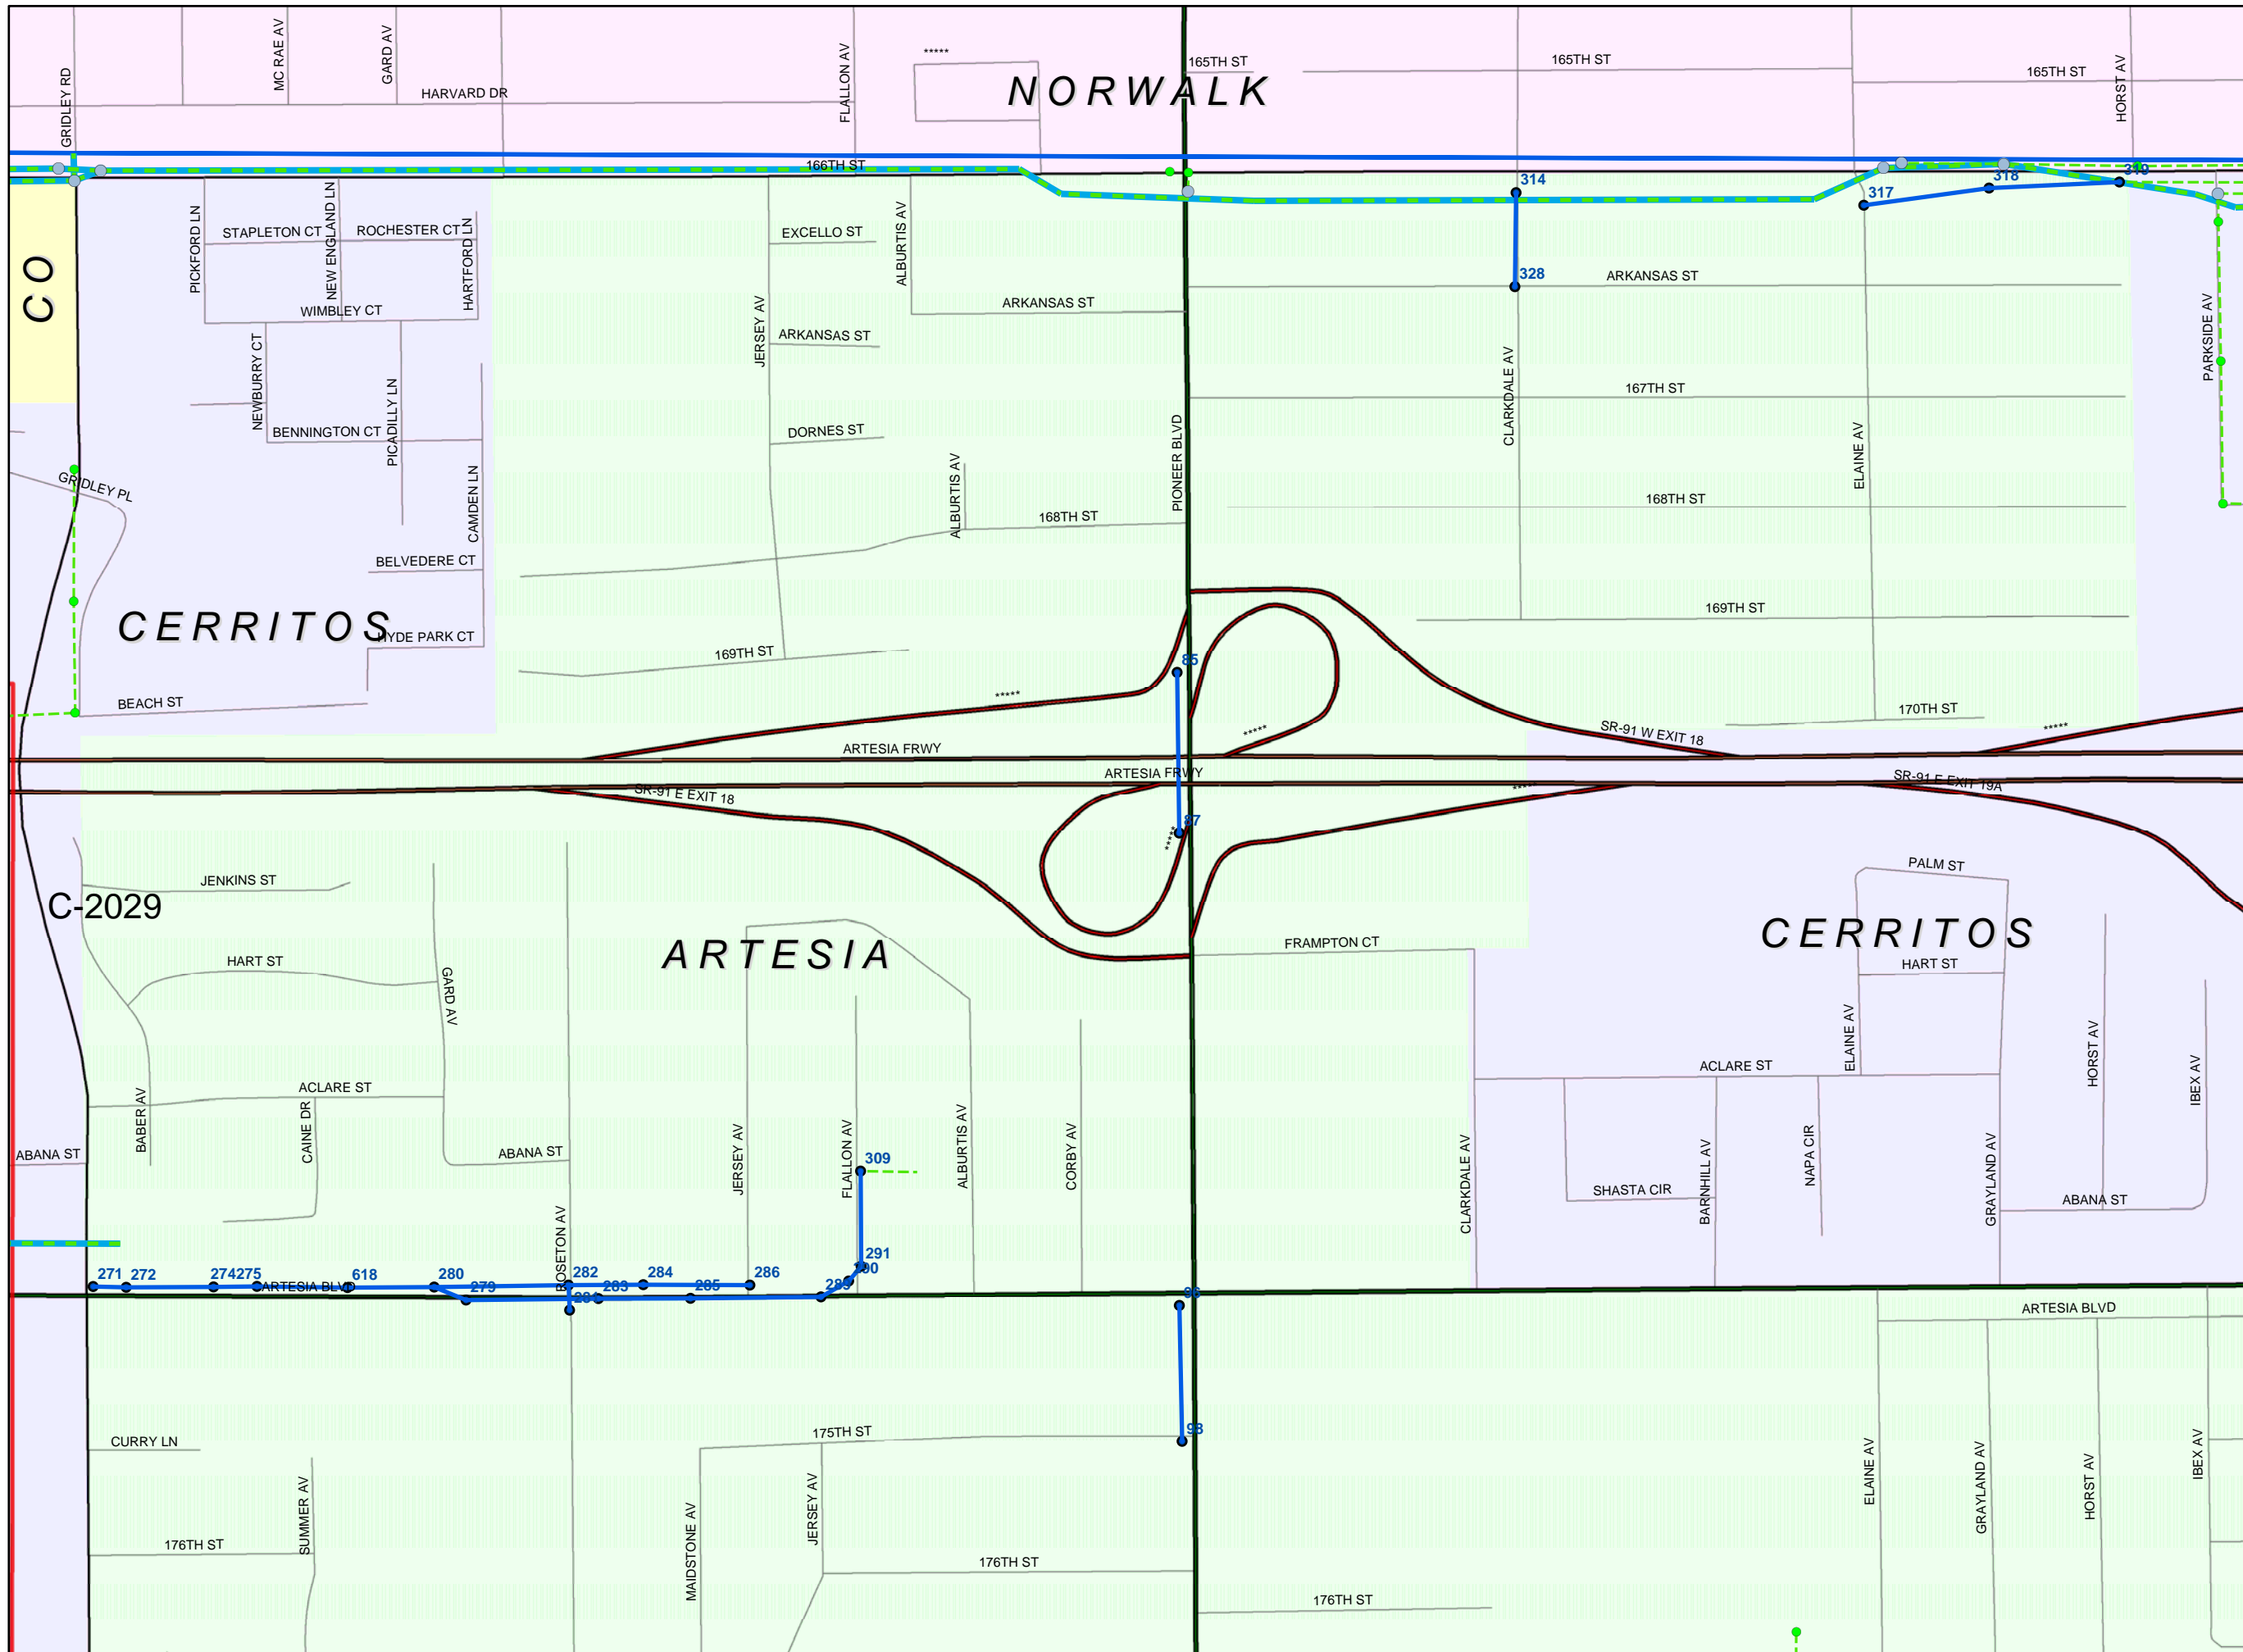 MC RAE AV
GARD AV
GRIDLEY RD
HARVARD DR
FLALLON AV
*****
165TH ST
165TH ST
165TH ST
HORST AV
NORWALK
166TH ST
314
317
318
319
CO
PICKFORD LN
STAPLETON CT
NEW ENGLAND LN
ROCHESTER CT
HARTFORD LN
EXCELLO ST
ALBURTIS AV
328
ARKANSAS ST
WIMBLEY CT
ARKANSAS ST
ARKANSAS ST
JERSEY AV
PARKSIDE AV
NEWBURRY CT
PICADILLY LN
BENNINGTON CT
DORNES ST
167TH ST
CLARKDALE AV
PIONEER BLVD
ELAINE AV
GRIDLEY PL
CAMDEN LN
ALBURTIS AV
168TH ST
168TH ST
BELVEDERE CT
CERRITOS
HYDE PARK CT
169TH ST
169TH ST
85
BEACH ST
*****
*****
170TH ST
SR-91 W EXIT 18
*****
ARTESIA FRWY
ARTESIA FRWY
SR-91 E EXIT 18
*****
SR-91 E EXIT 19A
87
*****
JENKINS ST
C-2029
PALM ST
CERRITOS
ARTESIA
FRAMPTON CT
HART ST
GARD AV
HART ST
ELAINE AV
HORST AV
IBEX AV
ACLARE ST
ACLARE ST
BABER AV
CAINE DR
ABANA ST
ABANA ST
JERSEY AV
FLALLON AV
309
ALBURTIS AV
CORBY AV
CLARKDALE AV
SHASTA CIR
BARNHILL AV
NAPA CIR
GRAYLAND AV
ABANA ST
ROSETON AV
271
272
274
275
618
280
279
282
283
284
285
286
291
ARTESIA BLVD
ARTESIA BLVD
98
175TH ST
CURRY LN
SUMMER AV
MAIDSTONE AV
JERSEY AV
ELAINE AV
GRAYLAND AV
HORST AV
IBEX AV
176TH ST
176TH ST
176TH ST